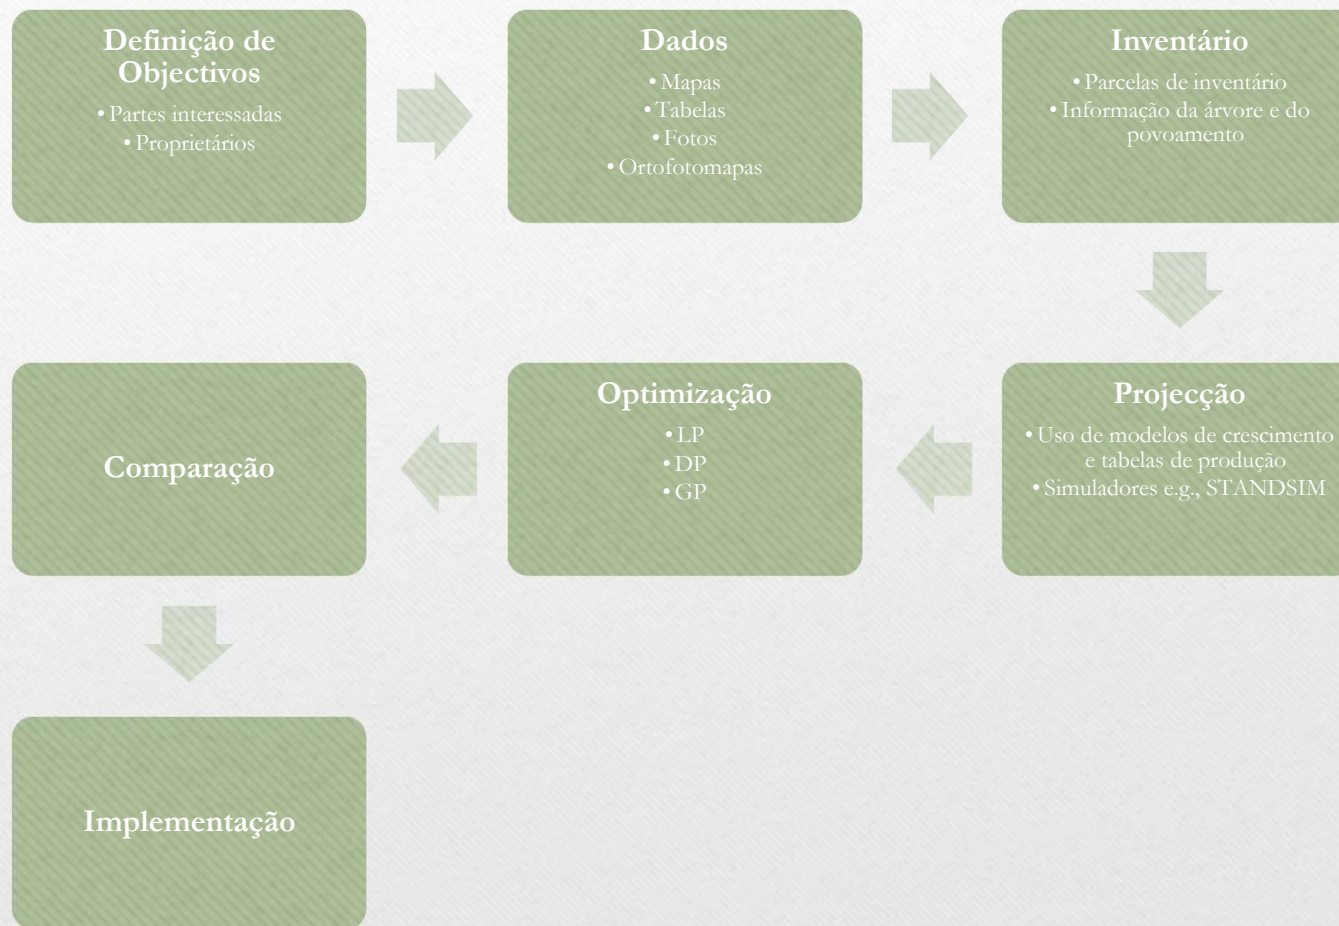 Definição de
Objectivos
• Partes interessadas
• Proprietários
Dados
• Mapas
• Tabelas
• Fotos
• Ortofotomapas
Inventário
• Parcelas de inventário
• Informação da árvore e do
povoamento
Projecção
• Uso de modelos de crescimento
e tabelas de produção
• Simuladores e.g., STANDSIM
Optimização
• LP
• DP
• GP
Comparação
Implementação